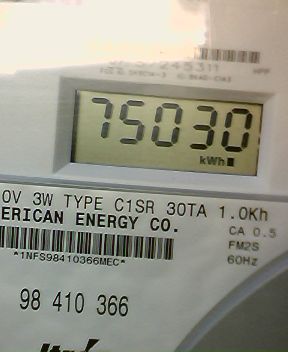 75030
kWh
0V 3W TYPE C1SR 30TA 1.0Kh
ERICAN ENERGY CO.
CA 0.5
FM2S
*1NFS98410366MEC*
60Hz
98 410 366